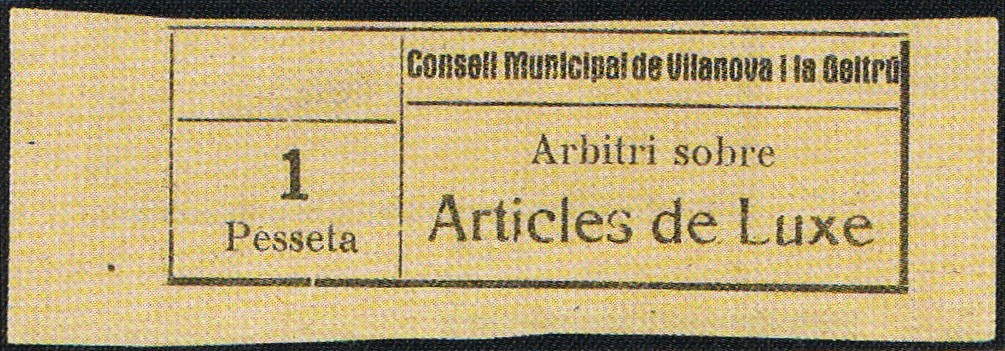 Consell Municipal de Vilanova i la Geltrú
1
Pesseta
Arbitri sobre
Articles de Luxe